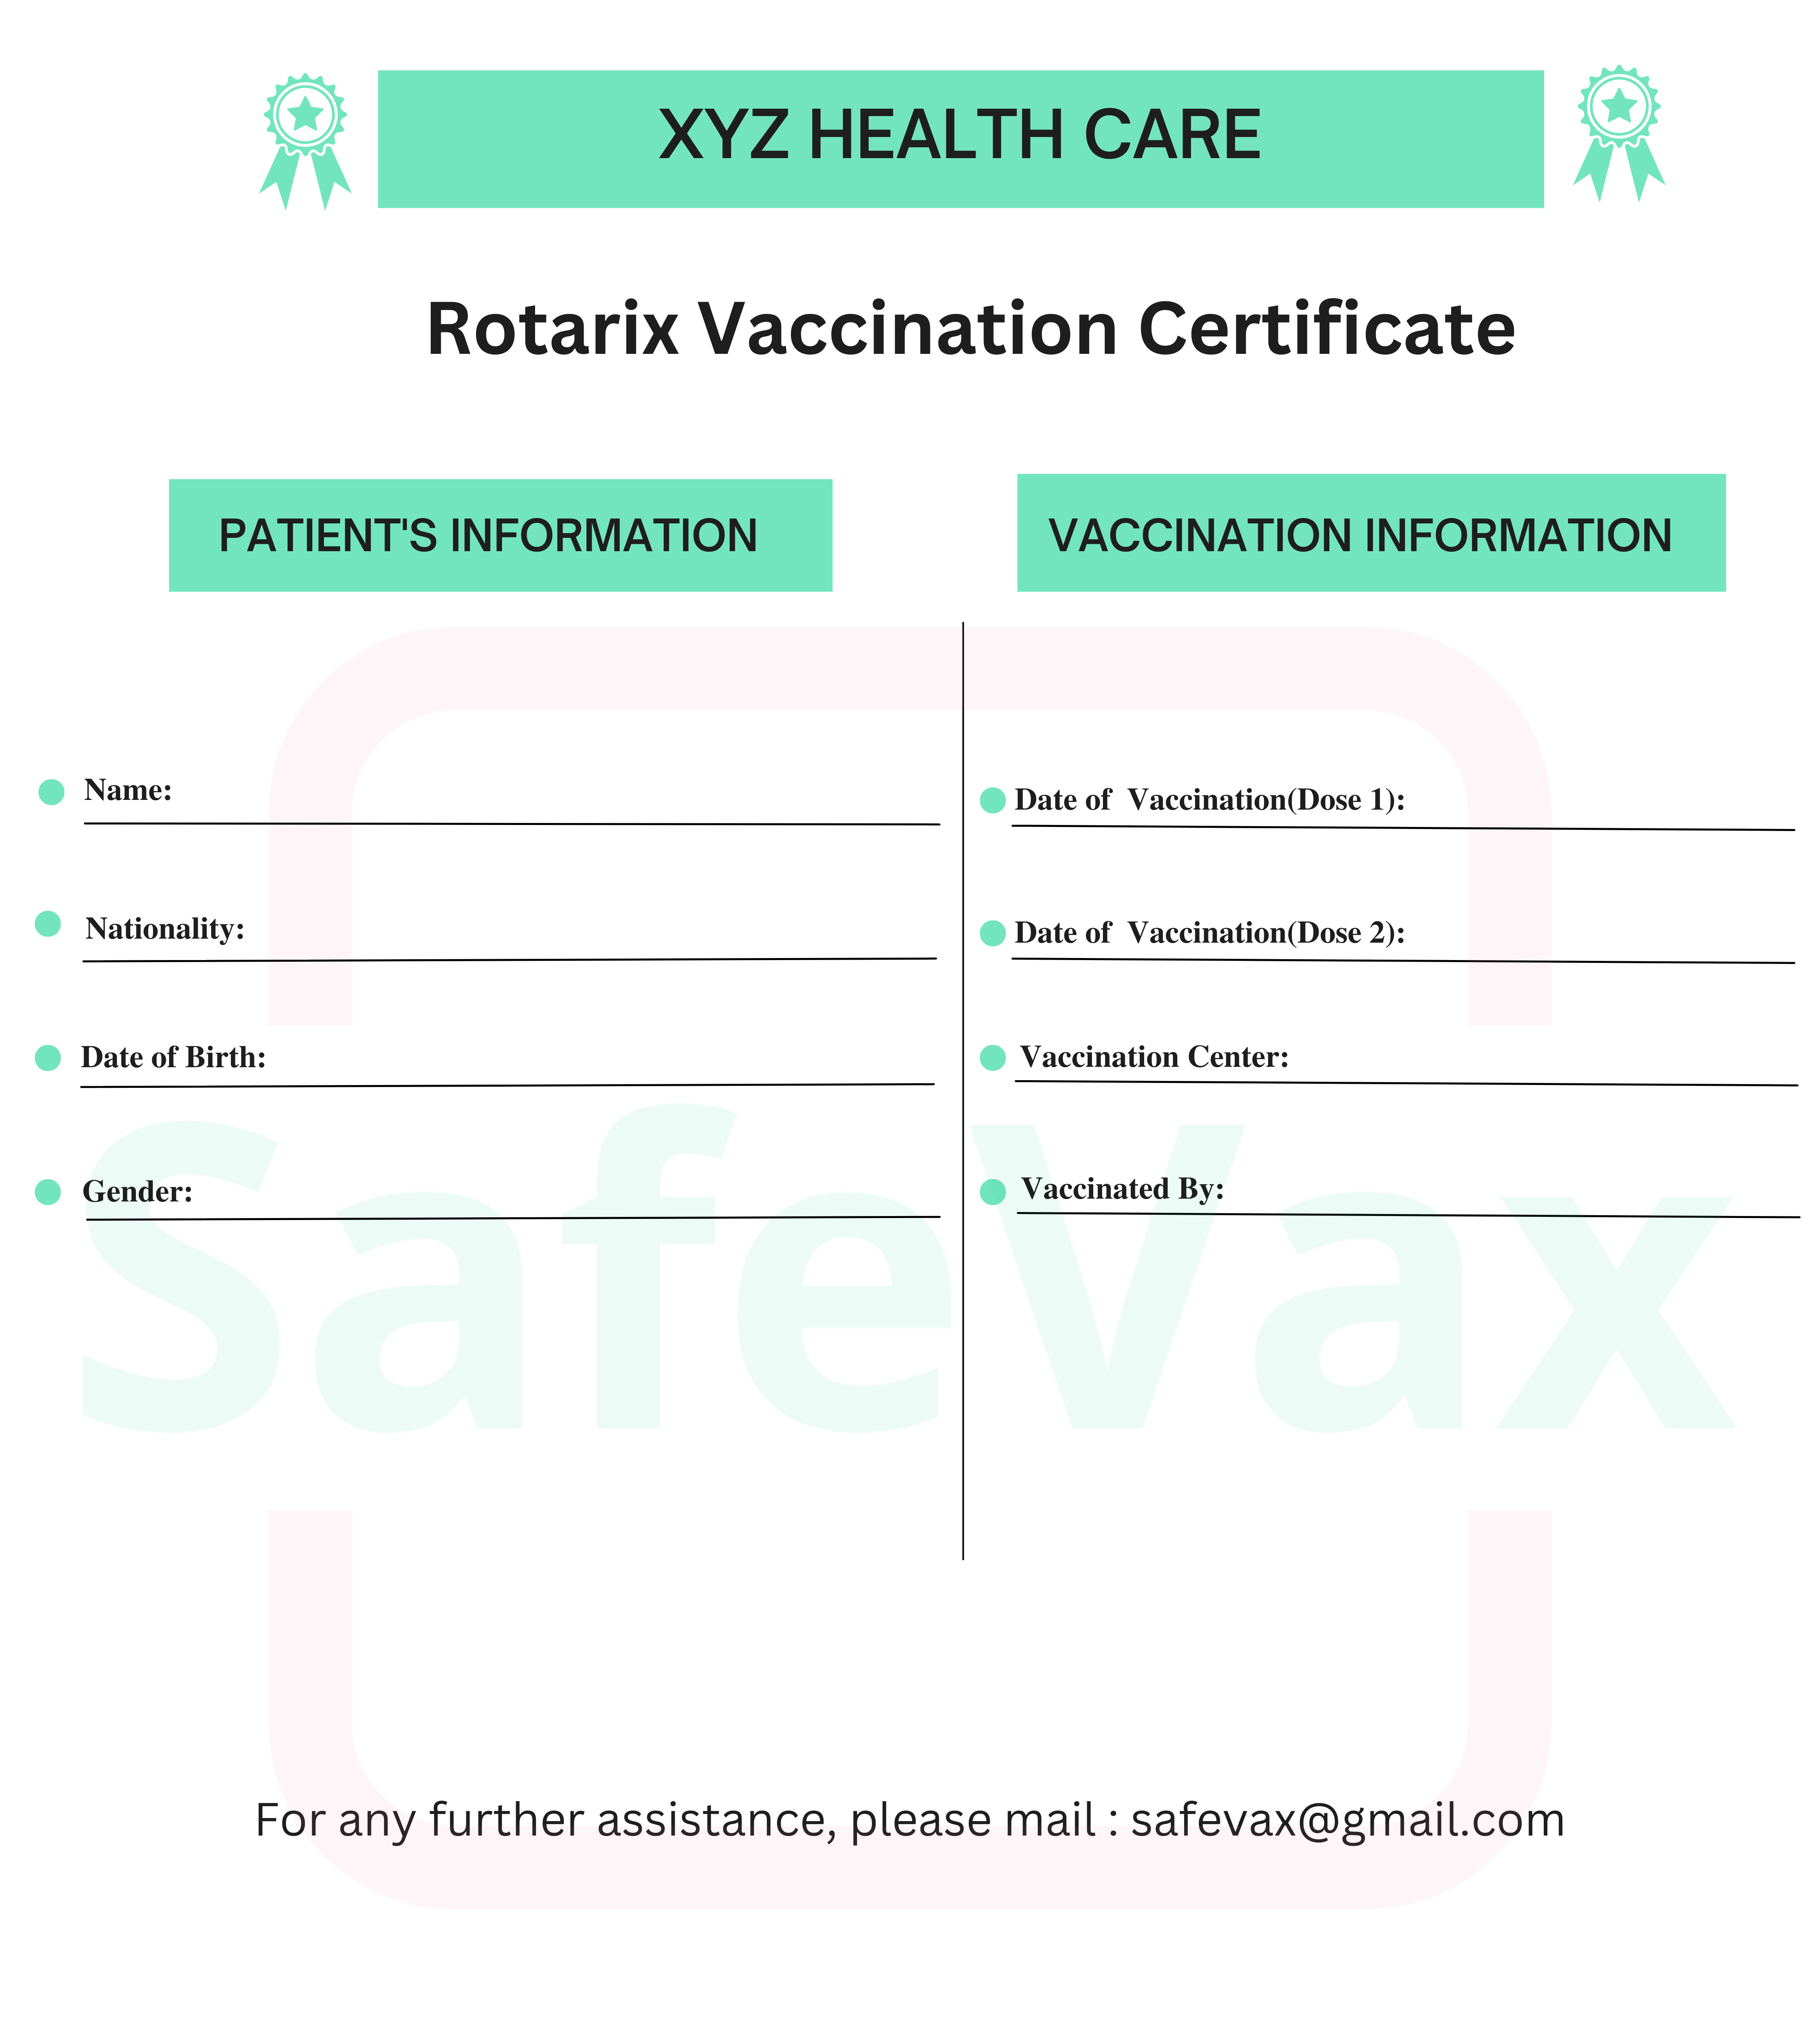 XYZ HEALTH CARE
Rotarix Vaccination Certificate
PATIENT'S INFORMATION
Name:
Nationality:
Date of Birth:
Gender:
VACCINATION INFORMATION
Date of  Vaccination(Dose 1):
Date of  Vaccination(Dose 2):
Vaccination Center:
Vaccinated By:
SafeVax
For any further assistance, please mail : safevax@gmail.com